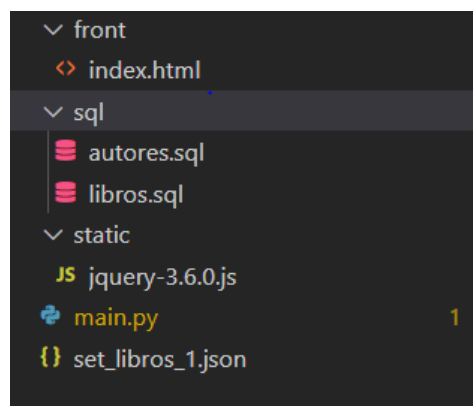 front
<> index.html
sql
autores.sql
libros.sql
static
JS jquery-3.6.0.js
main.py 1
{} set_libros_1.json